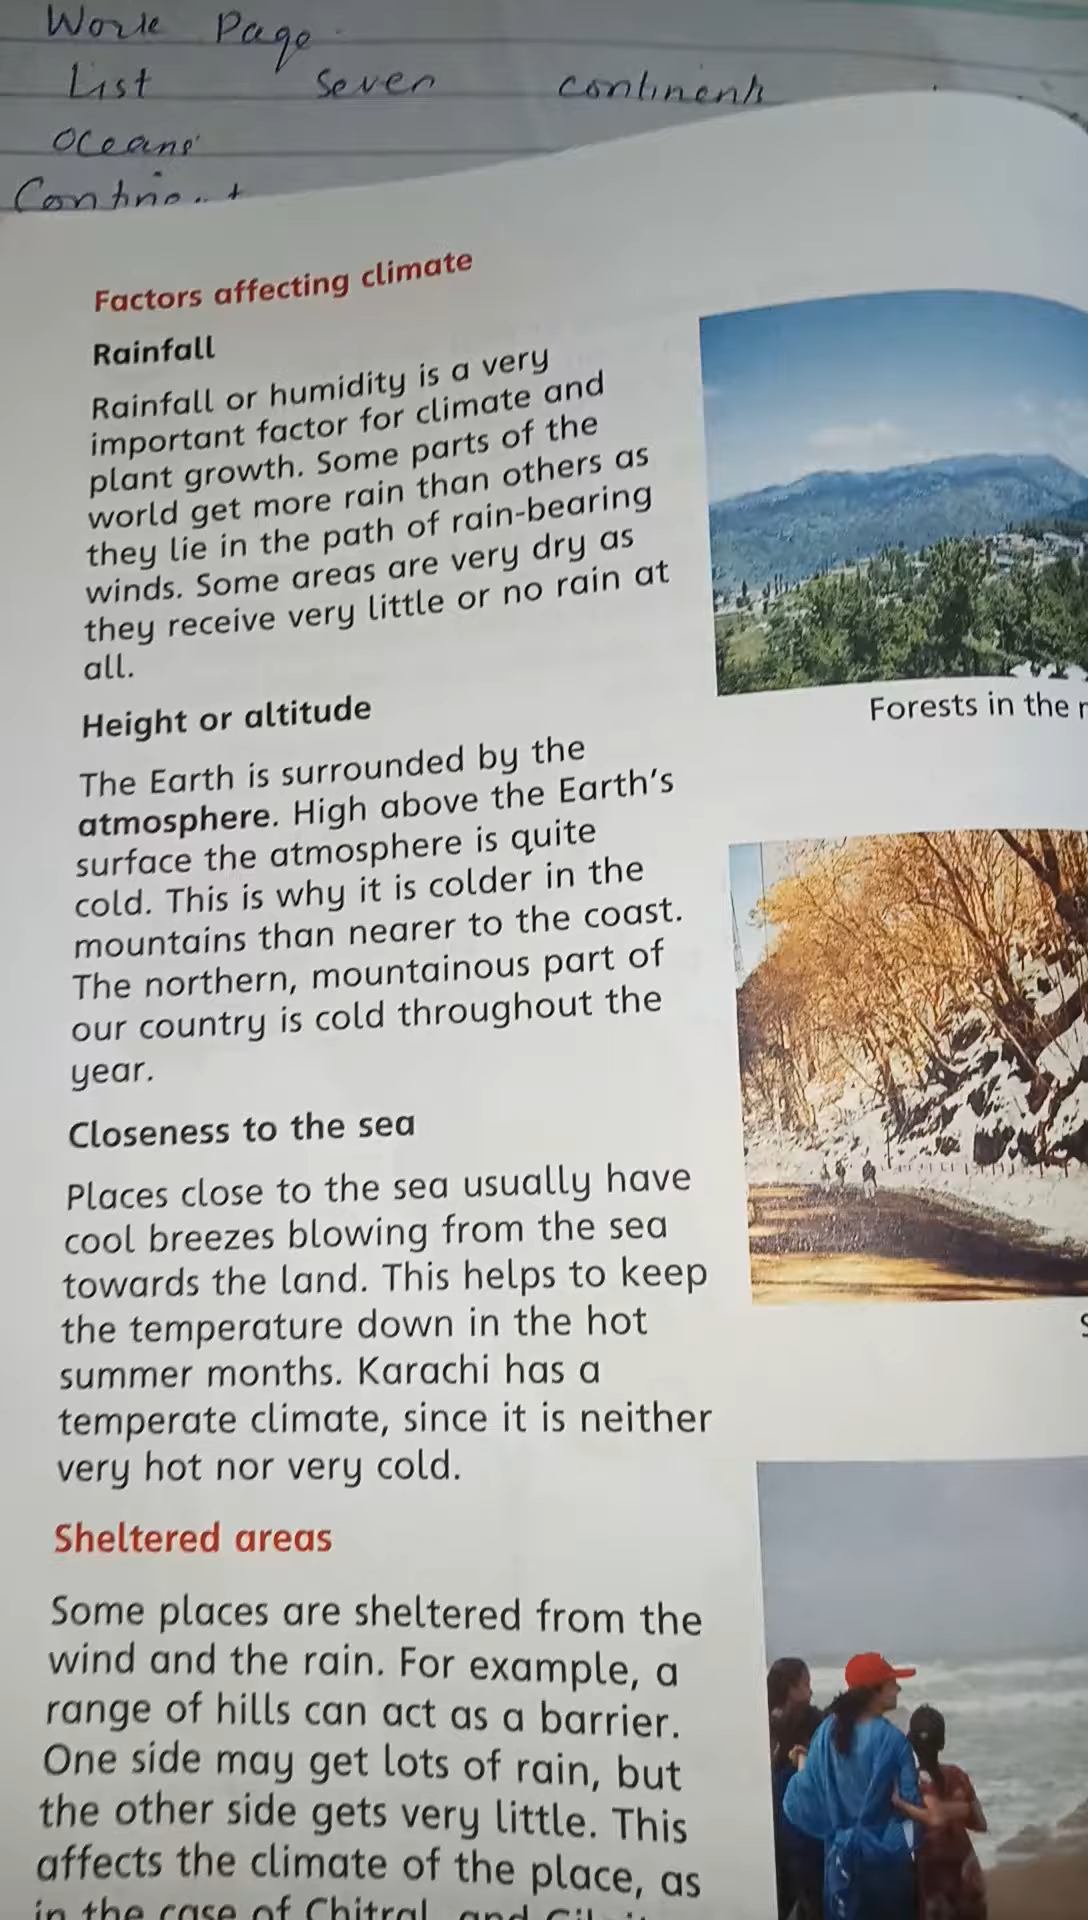 Work Page
List seven continents
Oceans
Factors affecting climate
Rainfall
Rainfall or humidity is a very
important factor for climate and
plant growth. Some parts of the
world get more rain than others as
they lie in the path of rain-bearing
winds. Some areas are very dry as
they receive very little or no rain at
all.
Height or altitude
The Earth is surrounded by the
atmosphere. High above the Earth's
surface the atmosphere is quite
cold. This is why it is colder in the
mountains than nearer to the coast.
The northern, mountainous part of
our country is cold throughout the
year.
Closeness to the sea
Places close to the sea usually have
cool breezes blowing from the sea
towards the land. This helps to keep
the temperature down in the hot
summer months. Karachi has a
temperate climate, since it is neither
very hot nor very cold.
Sheltered areas
Some places are sheltered from the
wind and the rain. For example, a
range of hills can act as a barrier.
One side may get lots of rain, but
the other side gets very little. This
affects the climate of the place, as
in the case of Chitral, and
Forests in the